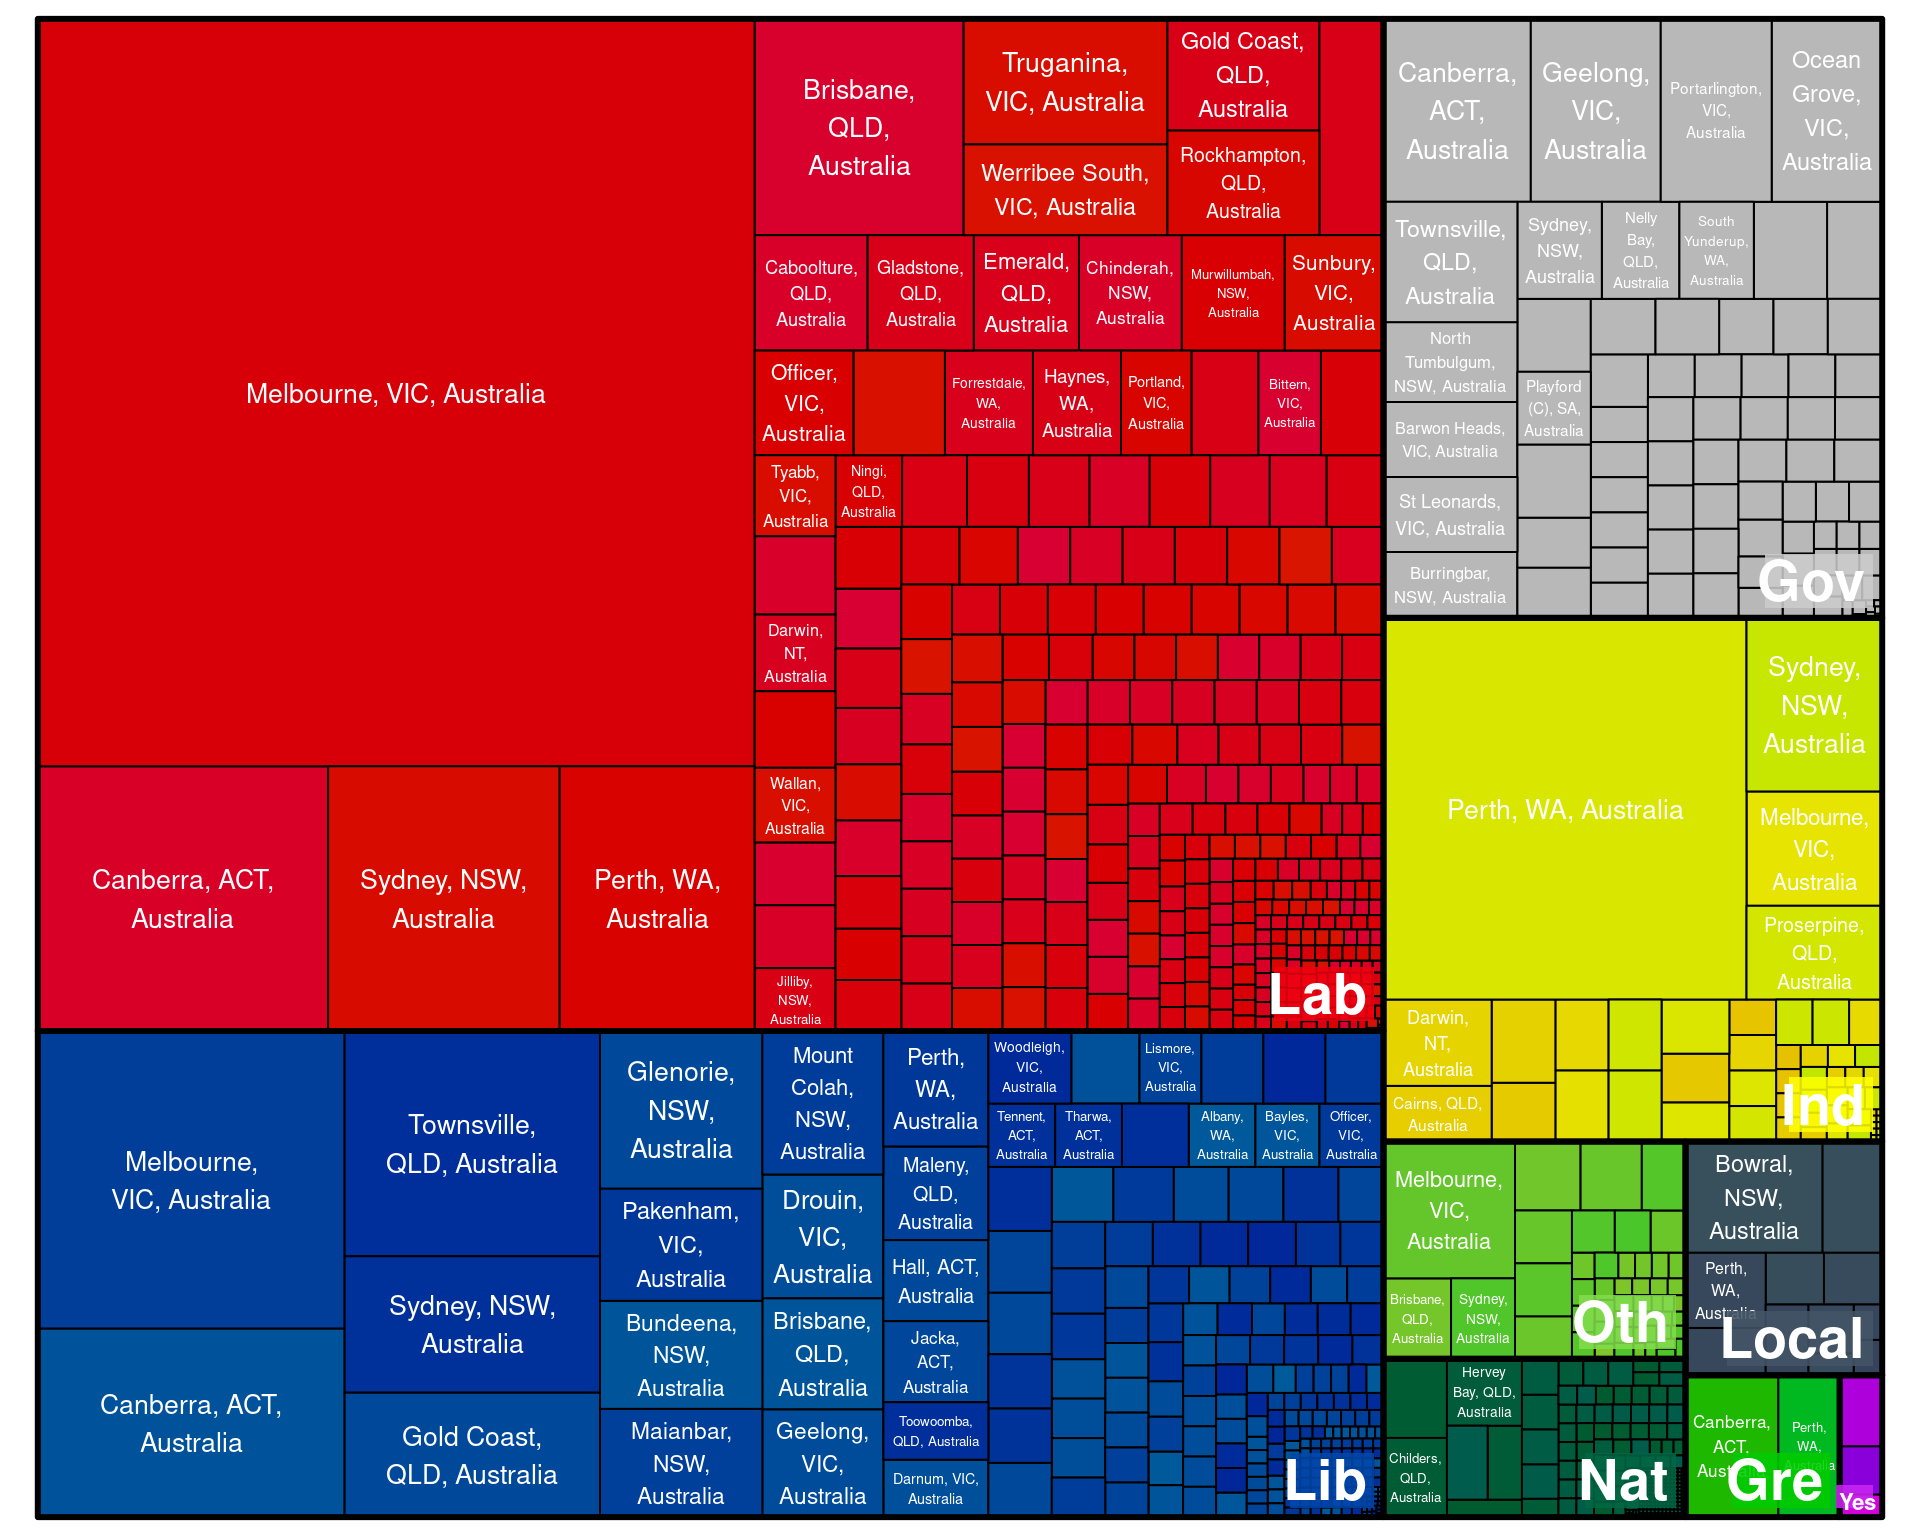 Melbourne, VIC, Australia
Canberra, ACT,
Australia
Sydney, NSW,
Australia
Perth, WA,
Australia
Brisbane,
QLD,
Australia
Truganina,
VIC, Australia
Werribee South,
VIC, Australia
Gold Coast,
QLD,
Australia
Rockhampton,
QLD,
Australia
Caboolture,
QLD,
Australia
Gladstone,
QLD,
Australia
Emerald,
QLD,
Australia
Chinderah,
NSW,
Australia
Murwillumbah,
NSW,
Australia
Sunbury,
VIC,
Australia
Officer,
VIC,
Australia
Forrestdale,
WA,
Australia
Haynes,
WA,
Australia
Portland,
VIC,
Australia
Bittern,
VIC,
Australia
Tyabb,
VIC,
Australia
Ningi,
QLD,
Australia
Darwin,
NT,
Australia
Wallan,
VIC,
Australia
Jilliby,
NSW,
Australia
Lab
Canberra,
ACT,
Australia
Geelong,
VIC,
Australia
Portarlington,
VIC,
Australia
Ocean
Grove,
VIC,
Australia
Townsville,
QLD,
Australia
Sydney,
NSW,
Australia
Nelly
Bay,
QLD,
Australia
South
Yunderup,
WA,
Australia
North
Tumbulgum,
NSW, Australia
Playford
(C), SA,
Australia
Barwon Heads,
VIC, Australia
St Leonards,
VIC, Australia
Burringbar,
NSW, Australia
Gov
Perth, WA, Australia
Sydney,
NSW,
Australia
Melbourne,
VIC,
Australia
Proserpine,
QLD,
Australia
Darwin,
NT,
Australia
Cairns, QLD,
Australia
Ind
Melbourne,
VIC, Australia
Canberra, ACT,
Australia
Townsville,
QLD, Australia
Sydney, NSW,
Australia
Gold Coast,
QLD, Australia
Glenorie,
NSW,
Australia
Pakenham,
VIC,
Australia
Bundeena,
NSW,
Australia
Maianbar,
NSW,
Australia
Mount
Colah,
NSW,
Australia
Drouin,
VIC,
Australia
Brisbane,
QLD,
Australia
Geelong,
VIC,
Australia
Perth,
WA,
Australia
Maleny,
QLD,
Australia
Hall, ACT,
Australia
Jacka,
ACT,
Australia
Toowoomba,
QLD, Australia
Darnum, VIC,
Australia
Woodleigh,
VIC,
Australia
Lismore,
VIC,
Australia
Tennent,
ACT,
Australia
Tharwa,
ACT,
Australia
Albany,
WA,
Australia
Bayles,
VIC,
Australia
Officer,
VIC,
Australia
Lib
Melbourne,
VIC,
Australia
Brisbane,
QLD,
Australia
Sydney,
NSW,
Australia
Oth
Bowral,
NSW,
Australia
Perth,
WA,
Australia
Local
Hervey
Bay, QLD,
Australia
Childers,
QLD,
Australia
Nat
Canberra,
ACT,
Australia
Perth,
WA,
Australia
Gre
Yes